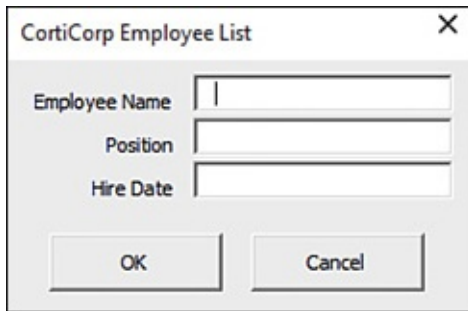 CortiCorp Employee List
Employee Name
Position
Hire Date
OK Cancel